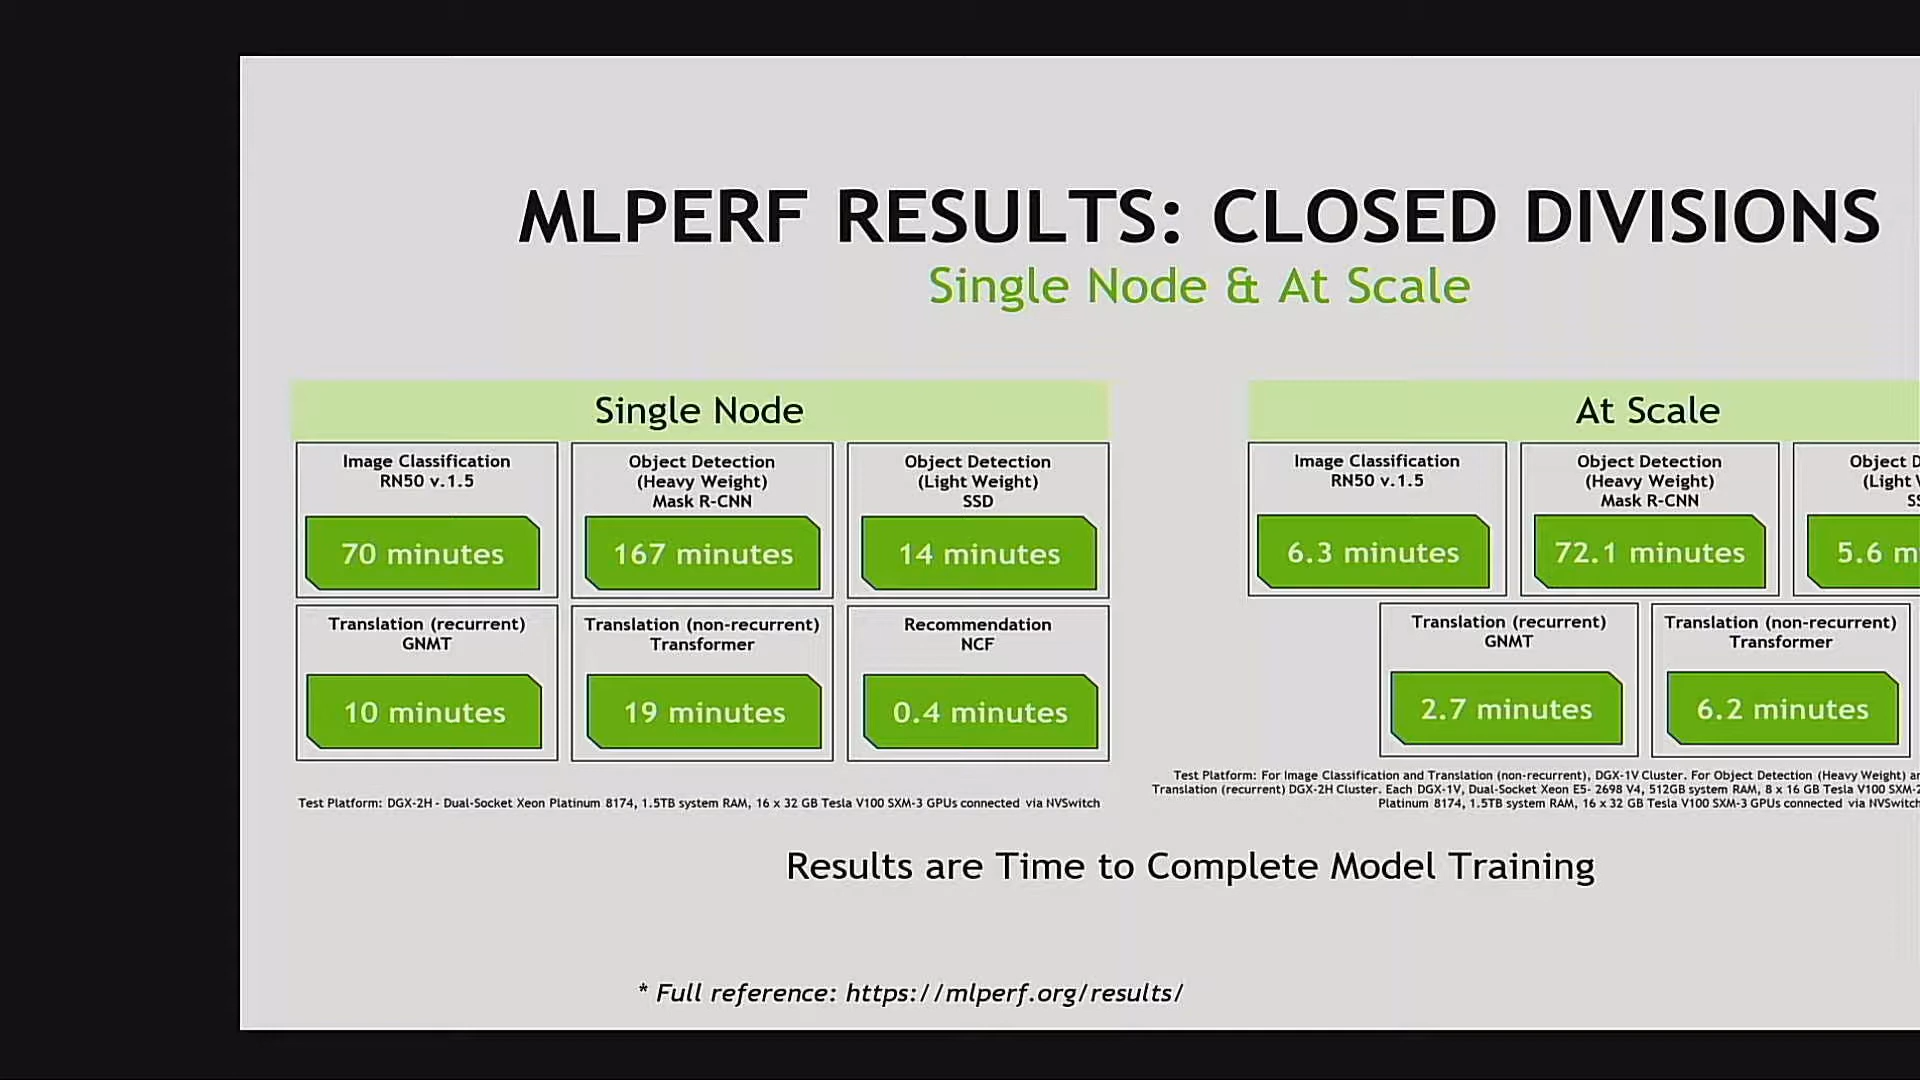 MLPERF RESULTS: CLOSED DIVISIONS
Single Node & At Scale
Single Node
Image Classification
RN50 v.1.5
70 minutes
Object Detection
(Heavy Weight)
Mask R-CNN
167 minutes
Object Detection
(Light Weight)
SSD
14 minutes
Translation (recurrent)
GNMT
10 minutes
Translation (non-recurrent)
Transformer
19 minutes
Recommendation
NCF
0.4 minutes
Test Platform: DGX-2H - Dual-Socket Xeon Platinum 8174, 1.5TB system RAM, 16 x 32 GB Tesla V100 SXM-3 GPUs connected via NVSwitch
At Scale
Image Classification
RN50 v.1.5
6.3 minutes
Object Detection
(Heavy Weight)
Mask R-CNN
72.1 minutes
Object
(Light
5.6
Translation (recurrent)
GNMT
2.7 minutes
Translation (non-recurrent)
Transformer
6.2 minutes
Test Platform: For Image Classification and Translation (non-recurrent), DGX-1V Cluster. For Object Detection (Heavy Weight)
Translation (recurrent) DGX-2H Cluster. Each DGX-1V, Dual-Socket Xeon E5- 2698 V4, 512GB system RAM, 8 x 16 GB Tesla V100 SXM-2
Platinum 8174, 1.5TB system RAM, 16 x 32 GB Tesla V100 SXM-3 GPUs connected via NVSwitch
Results are Time to Complete Model Training
* Full reference: https://mlperf.org/results/